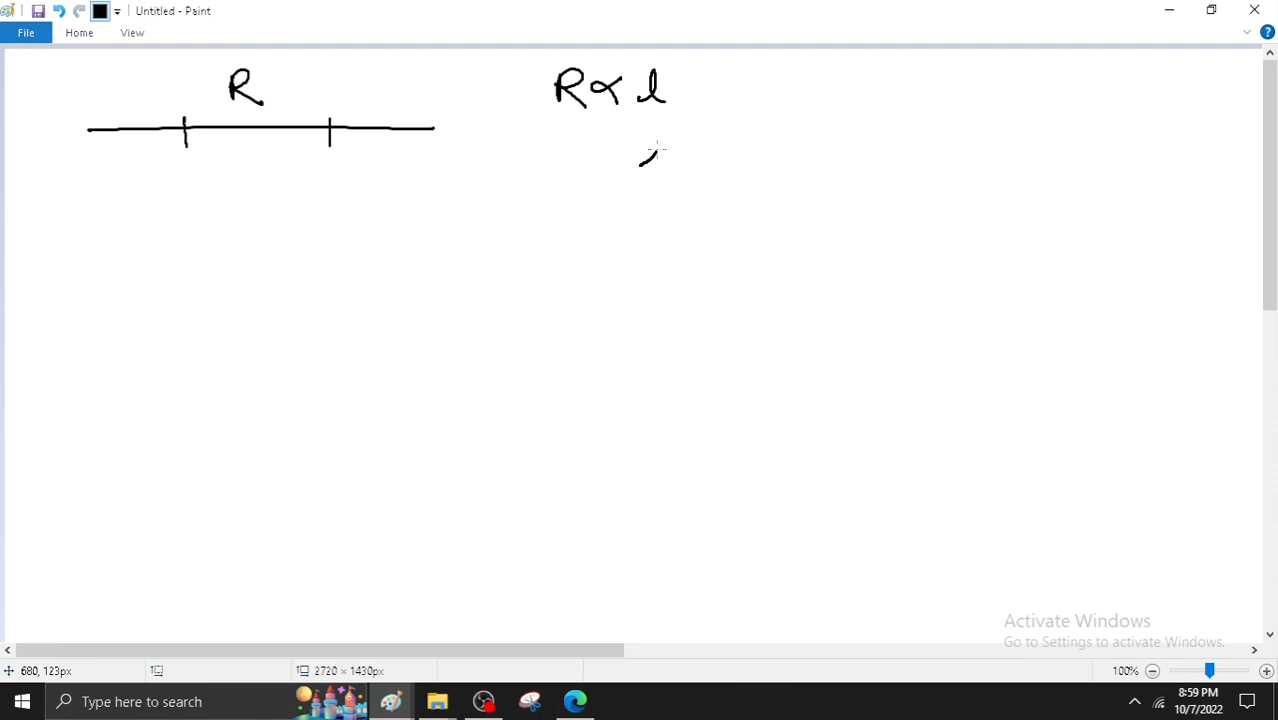 Untitled - Paint
File Home View
R
R ∝ l
Activate Windows
Go to Settings to activate Windows.
680, 123px
2720 × 1430px
100%
Type here to search
8:59 PM
10/7/2022